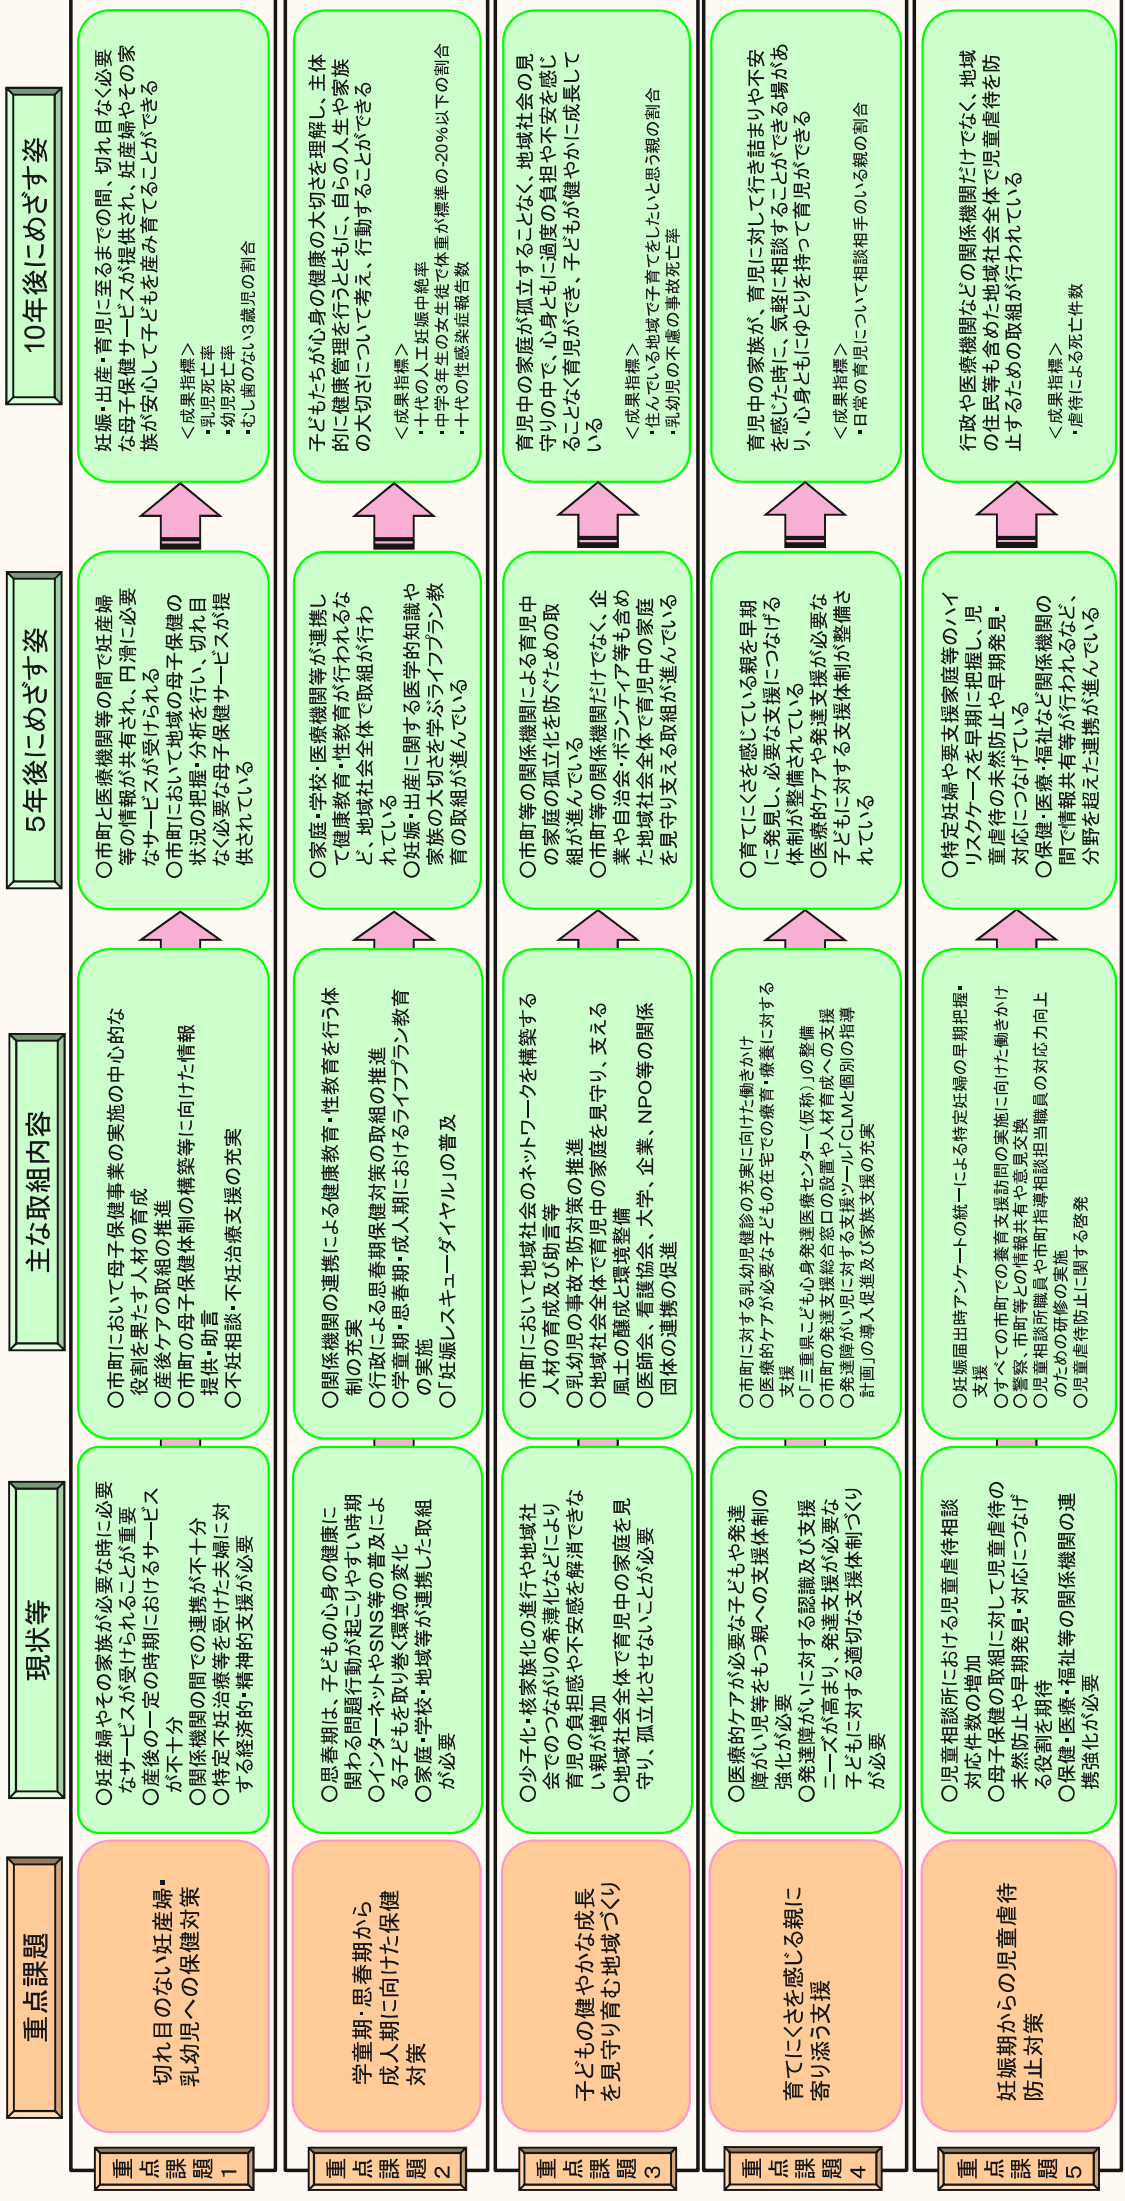 重点課題
現状等
主な取組内容
5年後にめざす姿
10年後にめざす姿
重点課題1
切れ目のない妊産婦・
乳幼児への保健対策
○妊産婦やその家族が必要な時に必要
なサービスが受けられることが重要
○産後の一定の時期におけるサービス
が不十分
○関係機関の間での連携が不十分
○特定不妊治療等を受けた夫婦に対
する経済的・精神的支援が必要
○市町において母子保健事業の実施の中心的な
役割を果たす人材の育成
○産後ケアの取組の推進
○市町の母子保健体制の構築等に向けた情報
提供・助言
○不妊相談・不妊治療支援の充実
○市町と医療機関等の間で妊産婦
等の情報が共有され、円滑に必要
なサービスが受けられる
○市町において地域の母子保健の
状況の把握・分析を行い、切れ目
なく必要な母子保健サービスが提
供されている
妊娠・出産・育児に至るまでの間、切れ目なく必要
な母子保健サービスが提供され、妊産婦やその家
族が安心して子どもを産み育てることができる
＜成果指標＞
・乳児死亡率
・幼児死亡率
・むし歯のない3歳児の割合
重点課題2
学童期・思春期から
成人期に向けた保健
対策
○思春期は、子どもの心身の健康に
関わる問題行動が起こりやすい時期
○インターネットやSNS等の普及によ
る子どもを取り巻く環境の変化
○家庭・学校・地域等が連携した取組
が必要
○関係機関の連携による健康教育・性教育を行う体
制の充実
○行政による思春期保健対策の取組の推進
○学童期・思春期・成人期におけるライフプラン教育
の実施
○「妊娠レスキューダイヤル」の普及
○家庭・学校・医療機関等が連携し
て健康教育・性教育が行われるな
ど、地域社会全体で取組が行わ
れている
○妊娠・出産に関する医学的知識や
家族の大切さを学ぶライフプラン教
育の取組が進んでいる
子どもたちが心身の健康の大切さを理解し、主体
的に健康管理を行うとともに、自らの人生や家族
の大切さについて考え、行動することができる
＜成果指標＞
・十代の人工妊娠中絶率
・中学3年生の女生徒で体重が標準の-20%以下の割合
・十代の性感染症報告数
重点課題3
子どもの健やかな成長
を見守り育む地域づくり
○少子化・核家族化の進行や地域社
会でのつながりの希薄化などにより
育児の負担感や不安感を解消できな
い親が増加
○地域社会全体で育児中の家庭を見
守り、孤立化させないことが必要
○市町において地域社会のネットワークを構築する
人材の育成及び助言等
○乳幼児の事故予防対策の推進
○地域社会全体で育児中の家庭を見守り、支える
風土の醸成と環境整備
○医師会、看護協会、大学、企業、NPO等の関係
団体の連携の促進
○市町等の関係機関による育児中
の家庭の孤立化を防ぐための取
組が進んでいる
○市町等の関係機関だけでなく、企
業や自治会・ボランティア等も含め
た地域社会全体で育児中の家庭
を見守り支える取組が進んでいる
育児中の家庭が孤立することなく、地域社会の見
守りの中で、心身ともに過度の負担や不安を感じ
ることなく育児ができ、子どもが健やかに成長して
いる
＜成果指標＞
・住んでいる地域で子育てをしたいと思う親の割合
・乳幼児の不慮の事故死亡率
重点課題4
育てにくさを感じる親に
寄り添う支援
○医療的ケアが必要な子どもや発達
障がい児等をもつ親への支援体制の
強化が必要
○発達障がいに対する認識及び支援
ニーズが高まり、発達支援が必要な
子どもに対する適切な支援体制づくり
が必要
○市町に対する乳幼児健診の充実に向けた働きかけ
○医療的ケアが必要な子どもの在宅での療育・療養に対する
支援
○「三重県こども心身発達医療センター（仮称）」の整備
○市町の発達支援総合窓口の設置や人材育成への支援
○発達障がい児に対する支援ツール「CLMと個別の指導
計画」の導入促進及び家族支援の充実
○育てにくさを感じている親を早期
に発見し、必要な支援につなげる
体制が整備されている
○医療的ケアや発達支援が必要な
子どもに対する支援体制が整備さ
れている
育児中の家族が、育児に対して行き詰まりや不安
を感じた時に、気軽に相談することができる場があ
り、心身ともにゆとりを持って育児ができる
＜成果指標＞
・日常の育児について相談相手のいる親の割合
重点課題5
妊娠期からの児童虐待
防止対策
○児童相談所における児童虐待相談
対応件数の増加
○母子保健の取組に対して児童虐待の
未然防止や早期発見・対応につなげ
る役割を期待
○保健・医療・福祉等の関係機関の連
携強化が必要
○妊娠届出時アンケートの統一による特定妊婦の早期把握・
支援
○すべての市町での養育支援訪問の実施に向けた働きかけ
○警察、市町等との情報共有や意見交換
○児童相談所職員や市町指導相談担当職員の対応力向上
のための研修の実施
○児童虐待防止に関する啓発
○特定妊婦や要支援家庭等のハイ
リスクケースを早期に把握し、児
童虐待の未然防止や早期発見・
対応につなげている
○保健・医療・福祉など関係機関の
間で情報共有等が行われるなど、
分野を超えた連携が進んでいる
行政や医療機関などの関係機関だけでなく、地域
の住民等も含めた地域社会全体で児童虐待を防
止するための取組が行われている
＜成果指標＞
・虐待による死亡件数